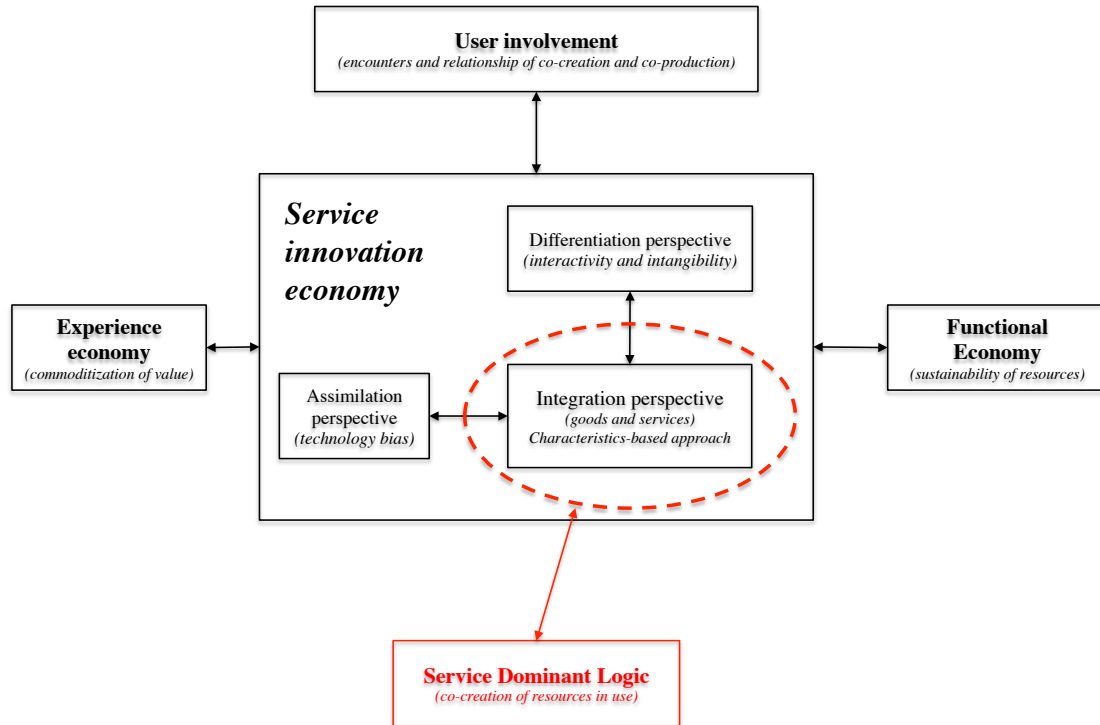 User involvement
(encounters and relationship of co-creation and co-production)
Service
innovation
economy
Differentiation perspective
(interactivity and intangibility)
Experience
economy
(commoditization of value)
Functional
Economy
(sustainability of resources)
Assimilation
perspective
(technology bias)
Integration perspective
(goods and services)
Characteristics-based approach
Service Dominant Logic
(co-creation of resources in use)